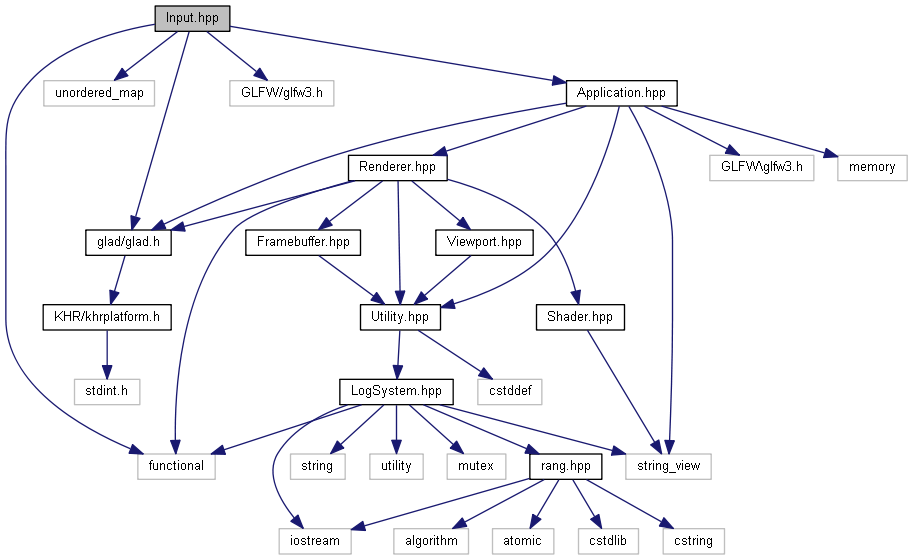 Input.hpp
unordered_map
GLFW/glfw3.h
Application.hpp
Renderer.hpp
GLFW\glfw3.h
memory
glad/glad.h
Framebuffer.hpp
Viewport.hpp
KHR/khrplatform.h
Utility.hpp
Shader.hpp
stdint.h
LogSystem.hpp
cstddef
functional
string
utility
mutex
rang.hpp
string_view
iostream
algorithm
atomic
cstdlib
cstring